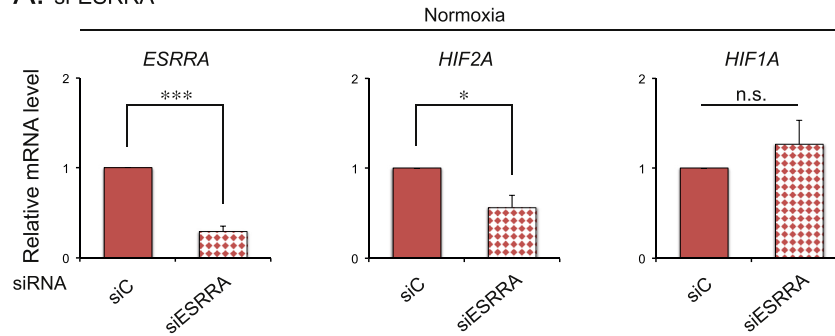 Normoxia
ESRRA HIF2A HIF1A
Relative mRNA level
2 2 2
*** * n.s.
1 1 1
0 0 0
siRNA siC siESRRA siC siESRRA siC siESRRA